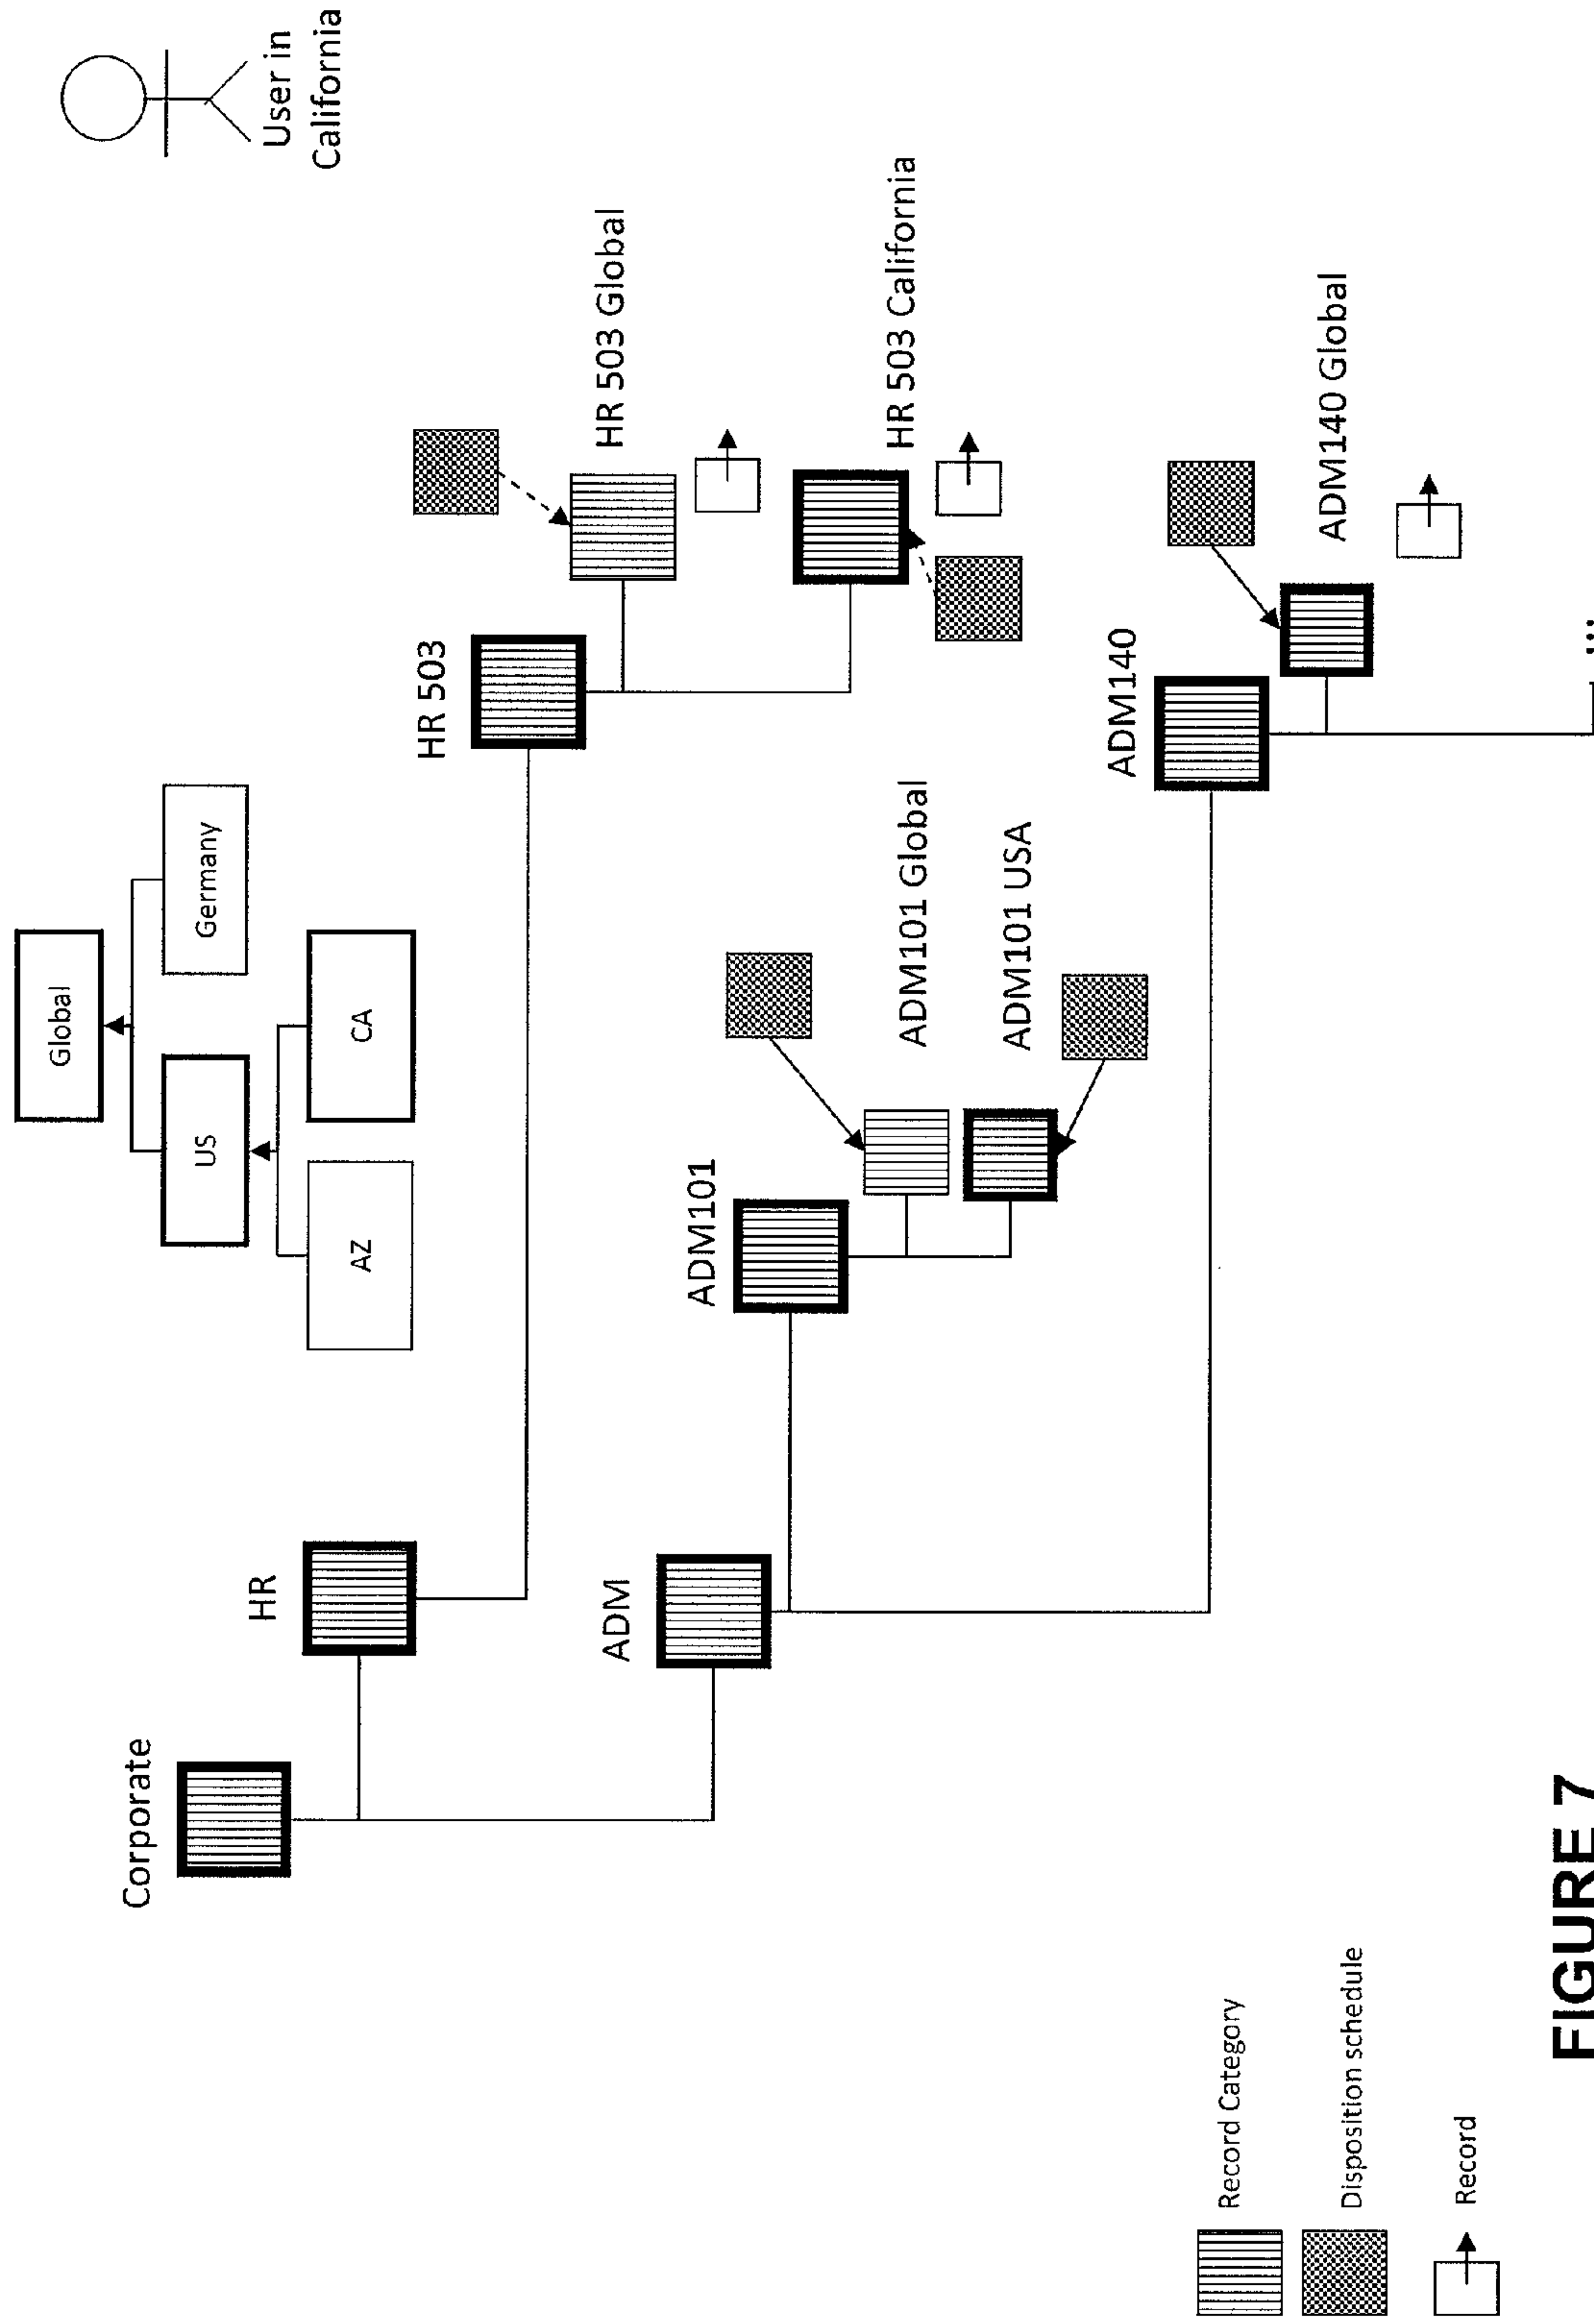 User in
California
Global
US
Germany
AZ
CA
Corporate
HR
HR 503
HR 503 Global
HR 503 California
ADM
ADM101
ADM101 Global
ADM101 USA
ADM140
ADM140 Global
...
Record Category
Disposition schedule
Record
FIGURE 7